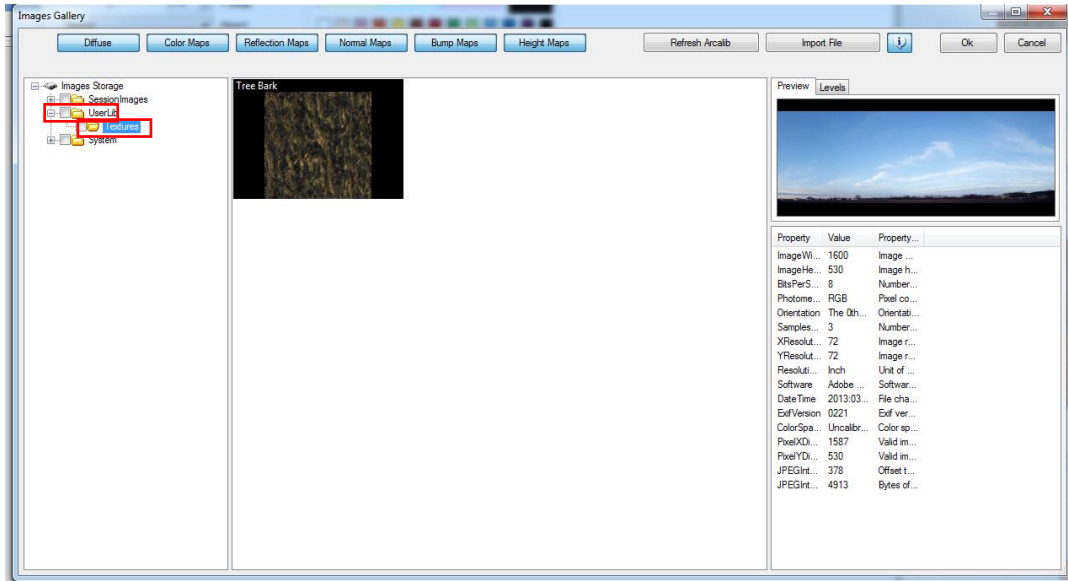 Images Gallery
Diffuse Color Maps Reflection Maps Normal Maps Bump Maps Height Maps Refresh Arcalib Import File Ok Cancel
Images Storage
SessionImages
UserLib
Textures
System
Tree Bark
Preview Levels
Property Value Property...
ImageWi... 1600 Image ...
ImageHe... 530 Image h...
BitsPerS... 8 Number...
Photome... RGB Pixel co...
Orientation The 0th... Orientati...
Samples... 3 Number...
XResolut... 72 Image r...
YResolut... 72 Image r...
Resoluti... Inch Unit of ...
Software Adobe ... Softwar...
DateTime 2013:03... File cha...
ExifVersion 0221 Exif ver...
ColorSpa... Uncalibr... Color sp...
PixelXDi... 1587 Valid im...
PixelYDi... 530 Valid im...
JPEGInt... 378 Offset t...
JPEGInt... 4913 Bytes of...